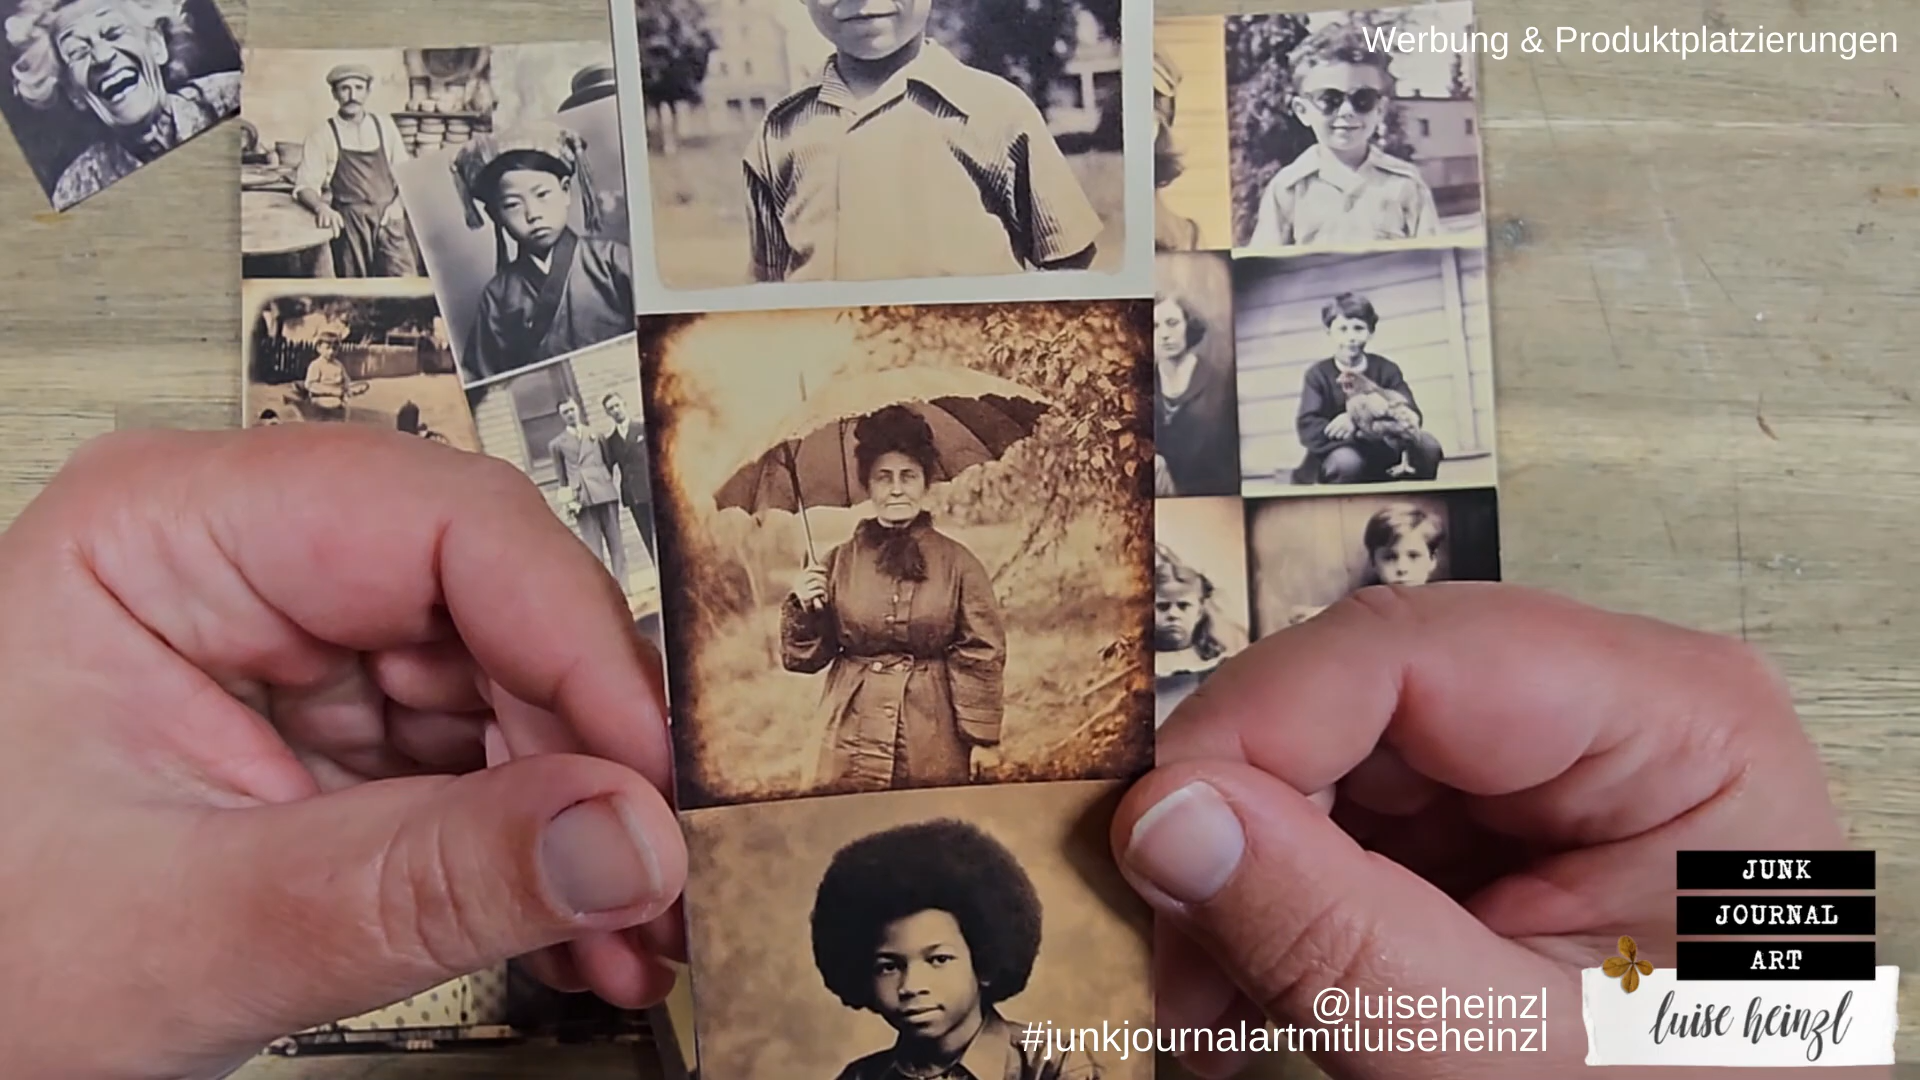 Werbung & Produktplatzierungen
JUNK
JOURNAL
ART
luise heinzl
@luiseheinzl
#junkjournalartmitluiseheinzl